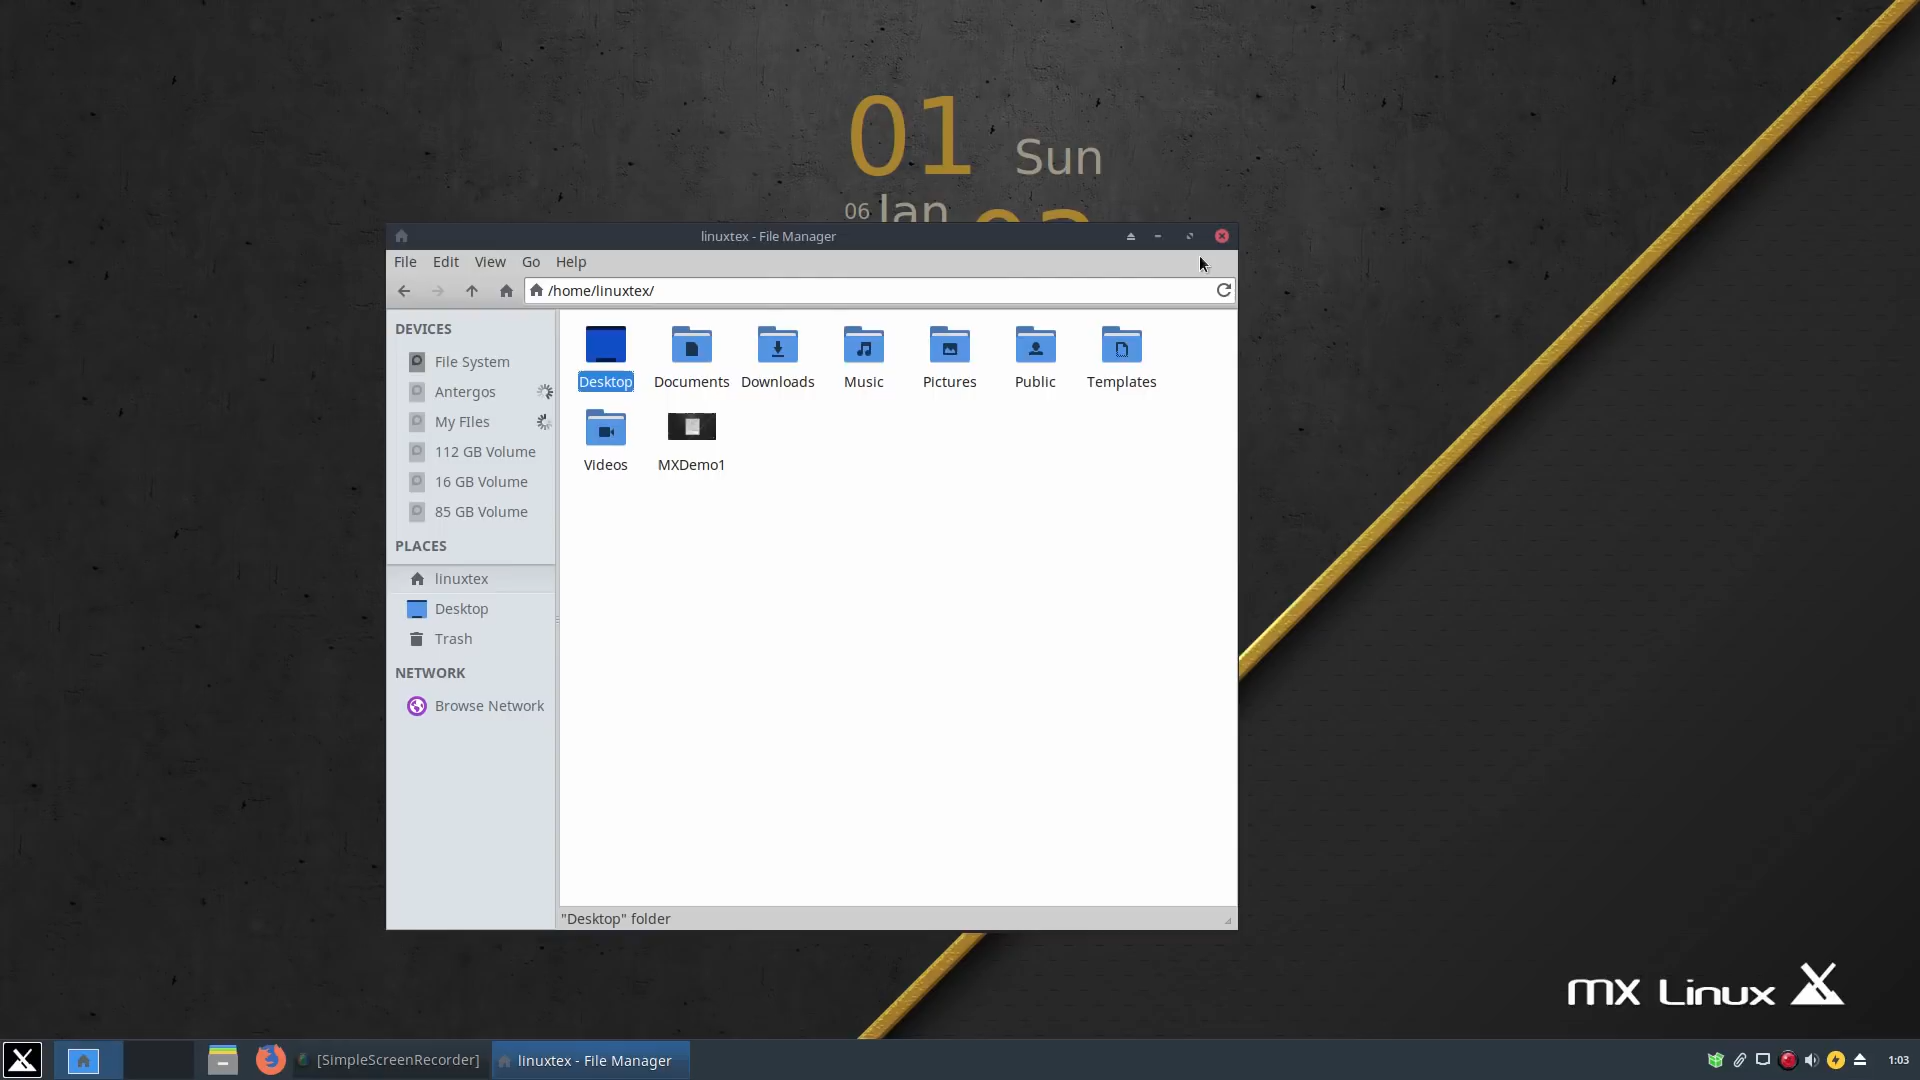 01 Sun
06 Jan
linuxtex - File Manager
File Edit View Go Help
/home/linuxtex/
DEVICES
File System
Antergos
My FIles
112 GB Volume
16 GB Volume
85 GB Volume
PLACES
linuxtex
Desktop
Trash
NETWORK
Browse Network
Desktop Documents Downloads Music Pictures Public Templates
Videos MXDemo1
"Desktop" folder
mx Linux
[SimpleScreenRecorder] linuxtex - File Manager 1:03